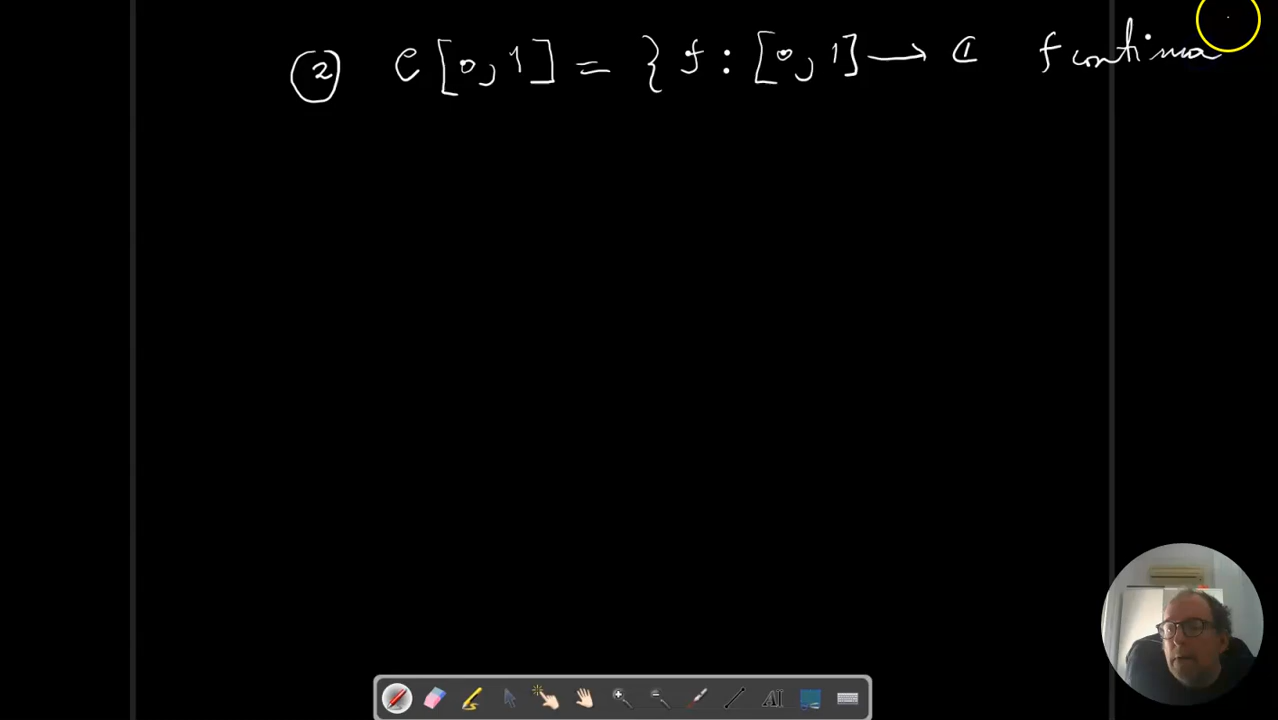 ② C[0,1] = { f : [0,1] → ℂ f continua